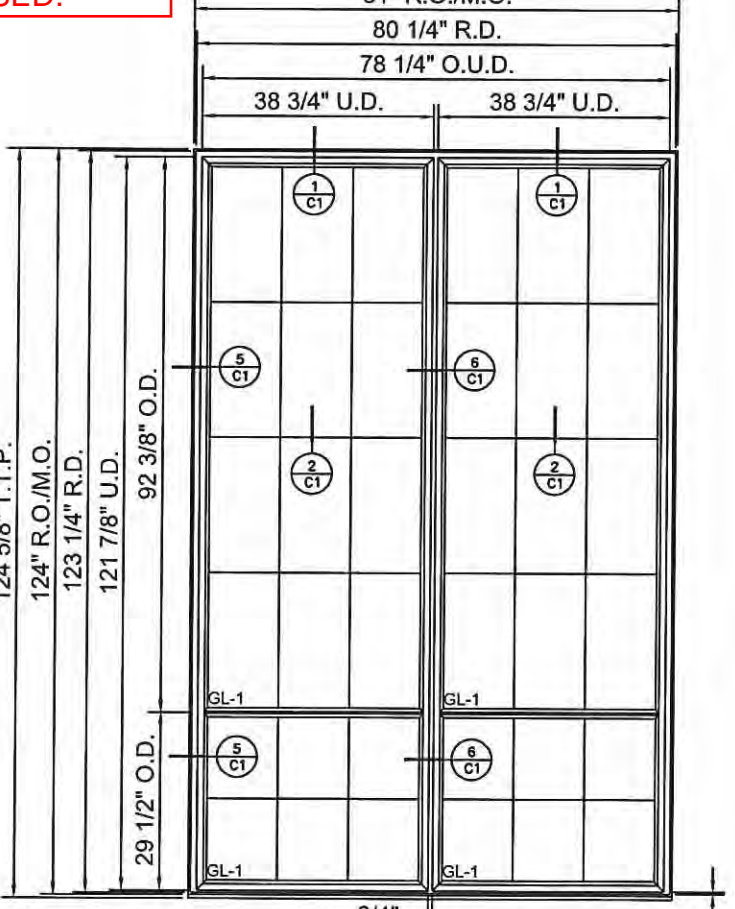 80 1/4" R.D.
78 1/4" O.U.D.
38 3/4" U.D. 38 3/4" U.D.
1 1
C1 C1
5 6
C1 C1
2 2
C1 C1
124" R.O./M.O.
123 1/4" R.D.
121 7/8" U.D.
92 3/8" O.D.
GL-1 GL-1
5 6
C1 C1
29 1/2" O.D.
GL-1 GL-1